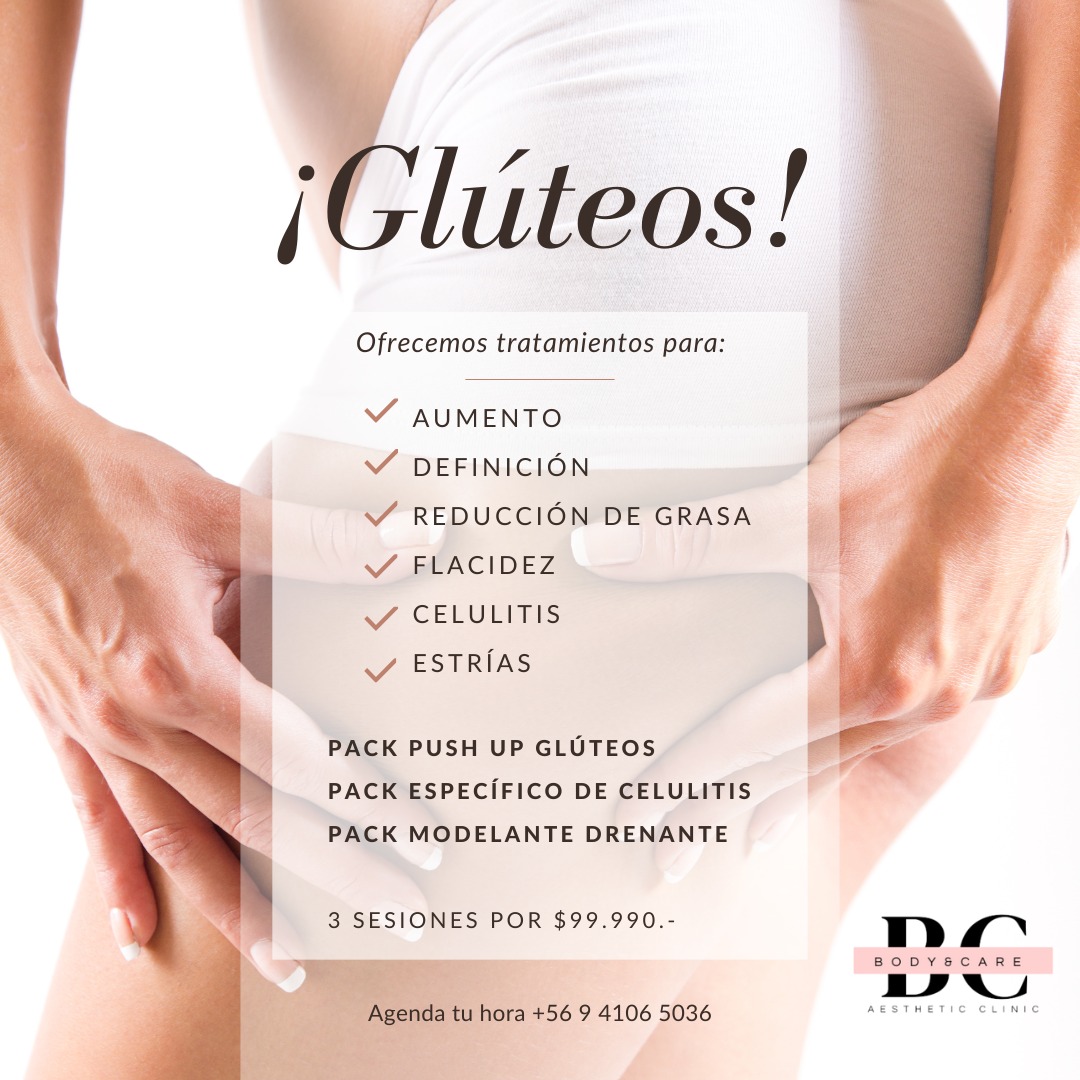 ¡Glúteos!
Ofrecemos tratamientos para:
AUMENTO
DEFINICIÓN
REDUCCIÓN DE GRASA
FLACIDEZ
CELULITIS
ESTRÍAS
PACK PUSH UP GLÚTEOS
PACK ESPECÍFICO DE CELULITIS
PACK MODELANTE DRENANTE
3 SESIONES POR $99.990.-
Agenda tu hora +56 9 4106 5036
BC
BODY&CARE
AESTHETIC CLINIC